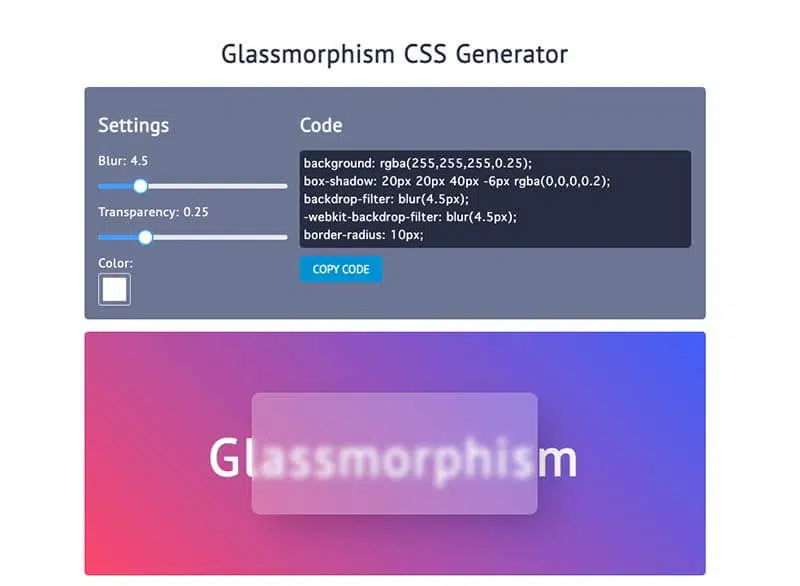 Glassmorphism CSS Generator
Settings
Blur: 4.5
Transparency: 0.25
Color:
Code
background: rgba(255,255,255,0.25);
box-shadow: 20px 20px 40px -6px rgba(0,0,0,0.2);
backdrop-filter: blur(4.5px);
-webkit-backdrop-filter: blur(4.5px);
border-radius: 10px;
COPY CODE
Glassmorphism